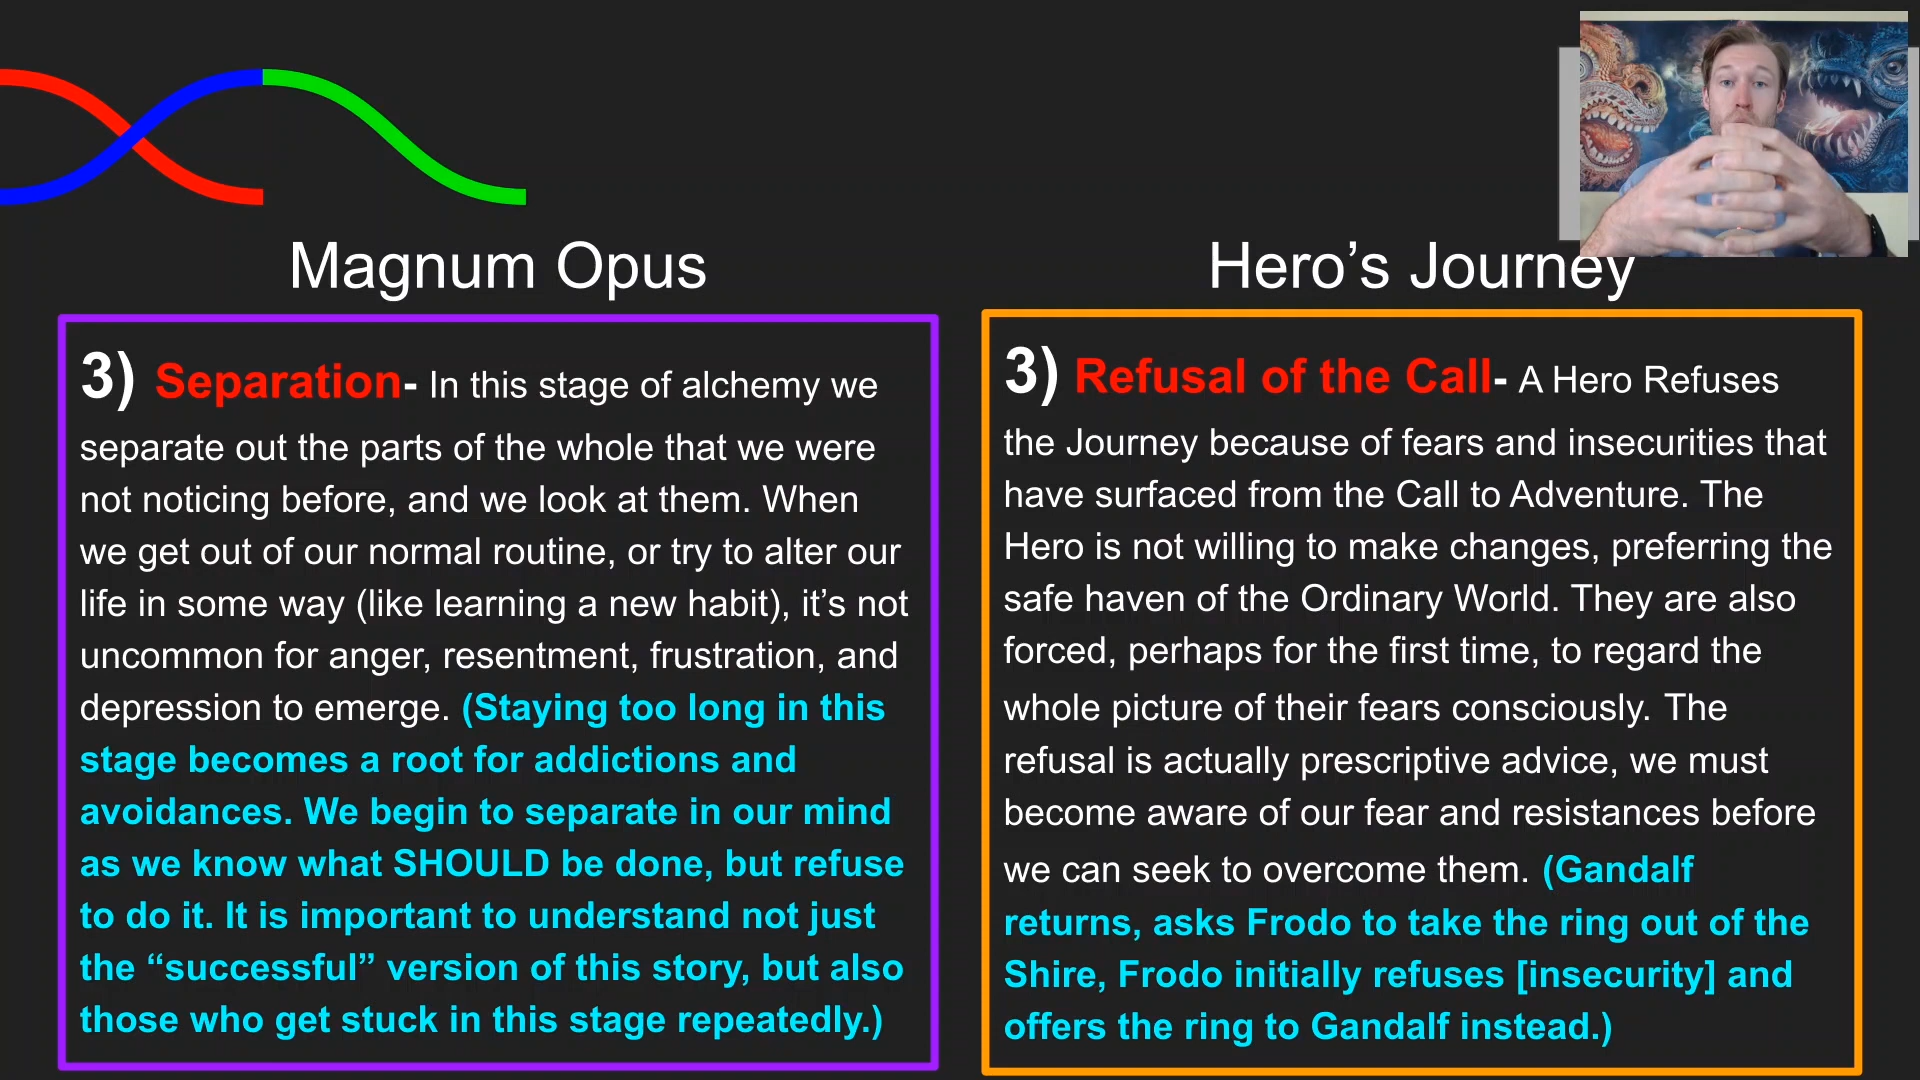 Magnum Opus
Hero's Journey
3) Separation- In this stage of alchemy we
separate out the parts of the whole that we were
not noticing before, and we look at them. When
we get out of our normal routine, or try to alter our
life in some way (like learning a new habit), it's not
uncommon for anger, resentment, frustration, and
depression to emerge. (Staying too long in this
stage becomes a root for addictions and
avoidances. We begin to separate in our mind
as we know what SHOULD be done, but refuse
to do it. It is important to understand not just
the “successful” version of this story, but also
those who get stuck in this stage repeatedly.)
3) Refusal of the Call- A Hero Refuses
the Journey because of fears and insecurities that
have surfaced from the Call to Adventure. The
Hero is not willing to make changes, preferring the
safe haven of the Ordinary World. They are also
forced, perhaps for the first time, to regard the
whole picture of their fears consciously. The
refusal is actually prescriptive advice, we must
become aware of our fear and resistances before
we can seek to overcome them. (Gandalf
returns, asks Frodo to take the ring out of the
Shire, Frodo initially refuses [insecurity] and
offers the ring to Gandalf instead.)